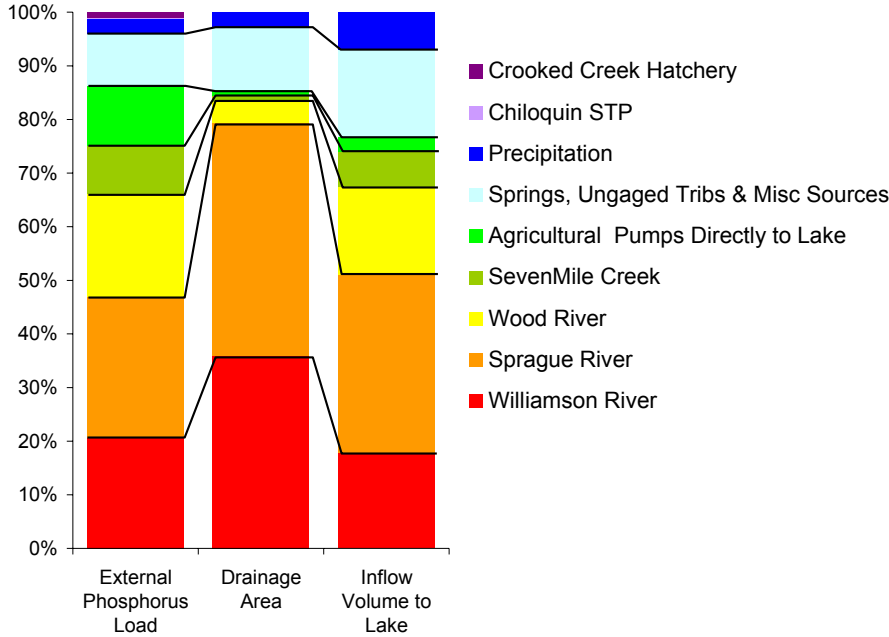 100%
90%
80%
70%
60%
50%
40%
30%
20%
10%
0%
External
Phosphorus
Load
Drainage
Area
Inflow
Volume to
Lake
Crooked Creek Hatchery
Chiloquin STP
Precipitation
Springs, Ungaged Tribs & Misc Sources
Agricultural  Pumps Directly to Lake
SevenMile Creek
Wood River
Sprague River
Williamson River